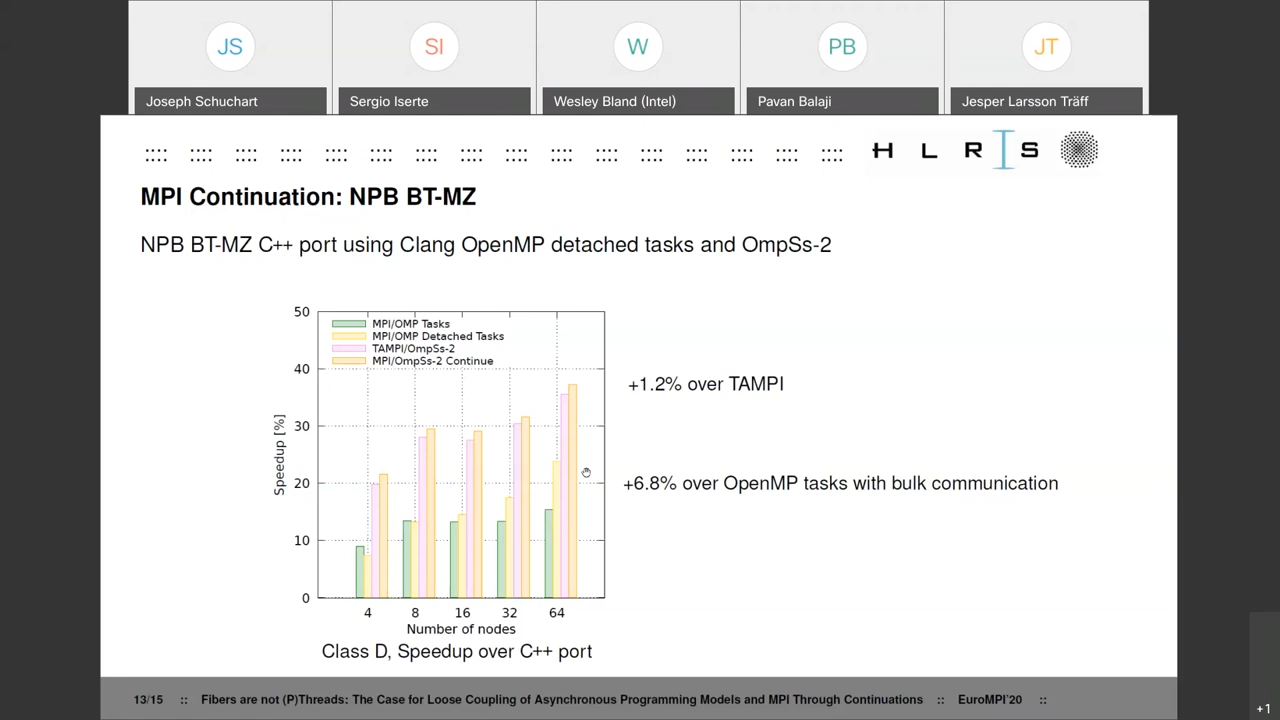 JS
SI
W
PB
JT
Joseph Schuchart
Sergio Iserte
Wesley Bland (Intel)
Pavan Balaji
Jesper Larsson Träff
H L R I S
MPI Continuation: NPB BT-MZ
NPB BT-MZ C++ port using Clang OpenMP detached tasks and OmpSs-2
50
40
30
20
10
0
Speedup [%]
MPI/OMP Tasks
MPI/OMP Detached Tasks
TAMPI/OmpSs-2
MPI/OmpSs-2 Continue
4 8 16 32 64
Number of nodes
Class D, Speedup over C++ port
+1.2% over TAMPI
+6.8% over OpenMP tasks with bulk communication
13/15 :: Fibers are not (P)Threads: The Case for Loose Coupling of Asynchronous Programming Models and MPI Through Continuations :: EuroMPI'20 ::
+1